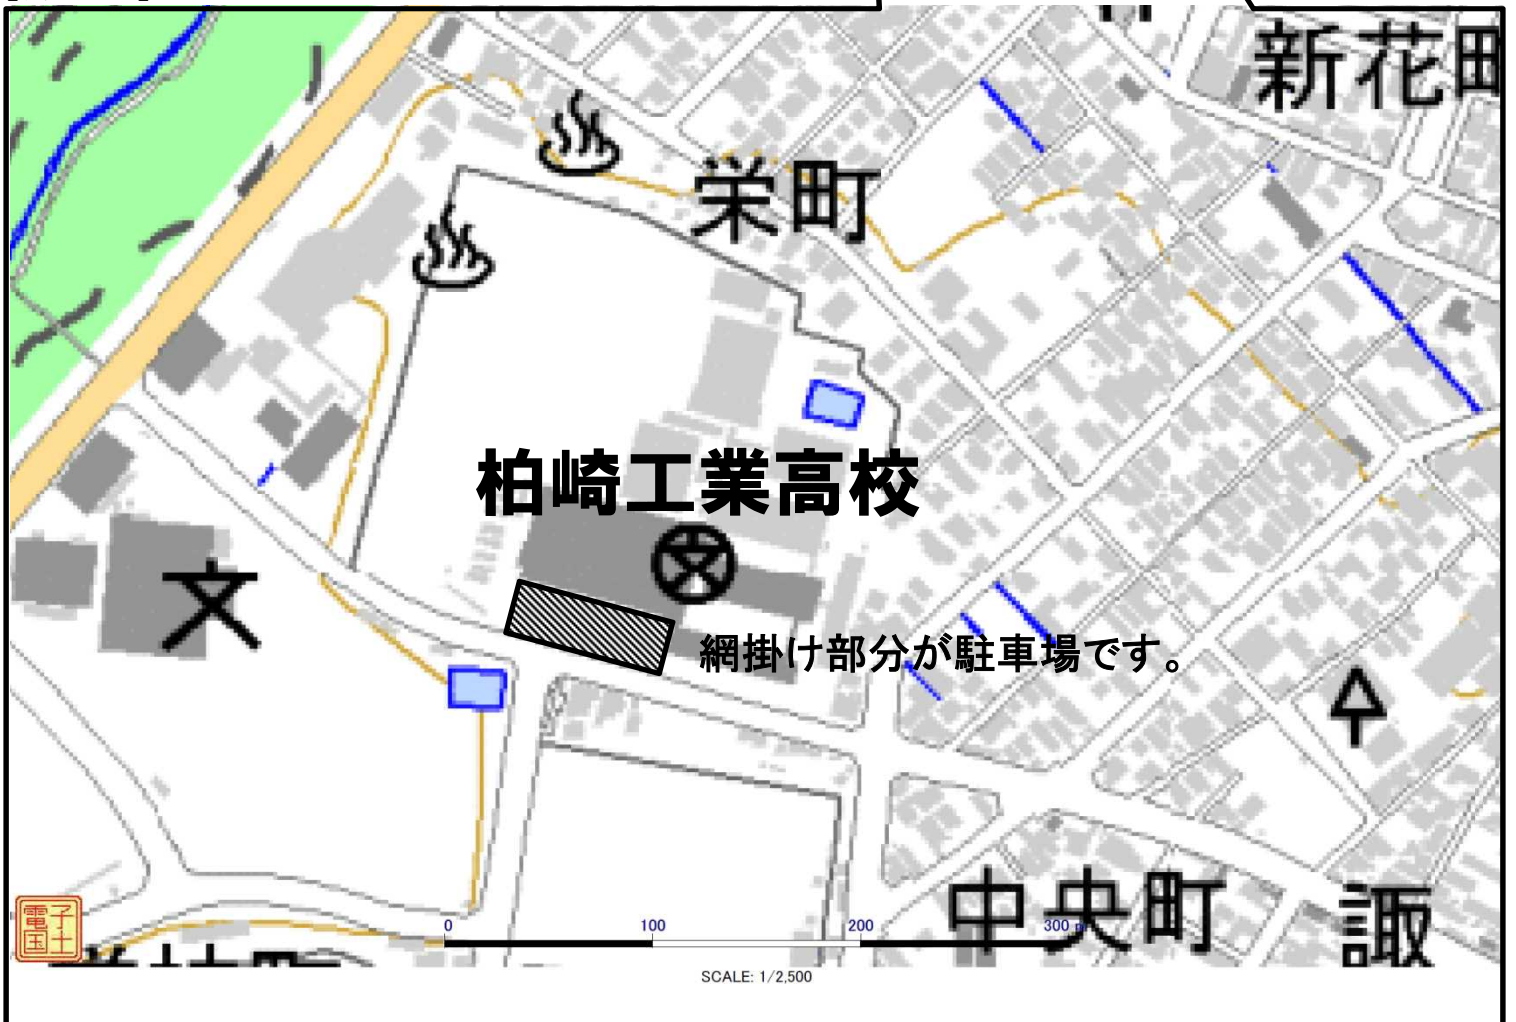 新花町
栄町
柏崎工業高校
文
網掛け部分が駐車場です。
中央町
諏
電子国土
0 100 200 300 m
SCALE: 1/2,500